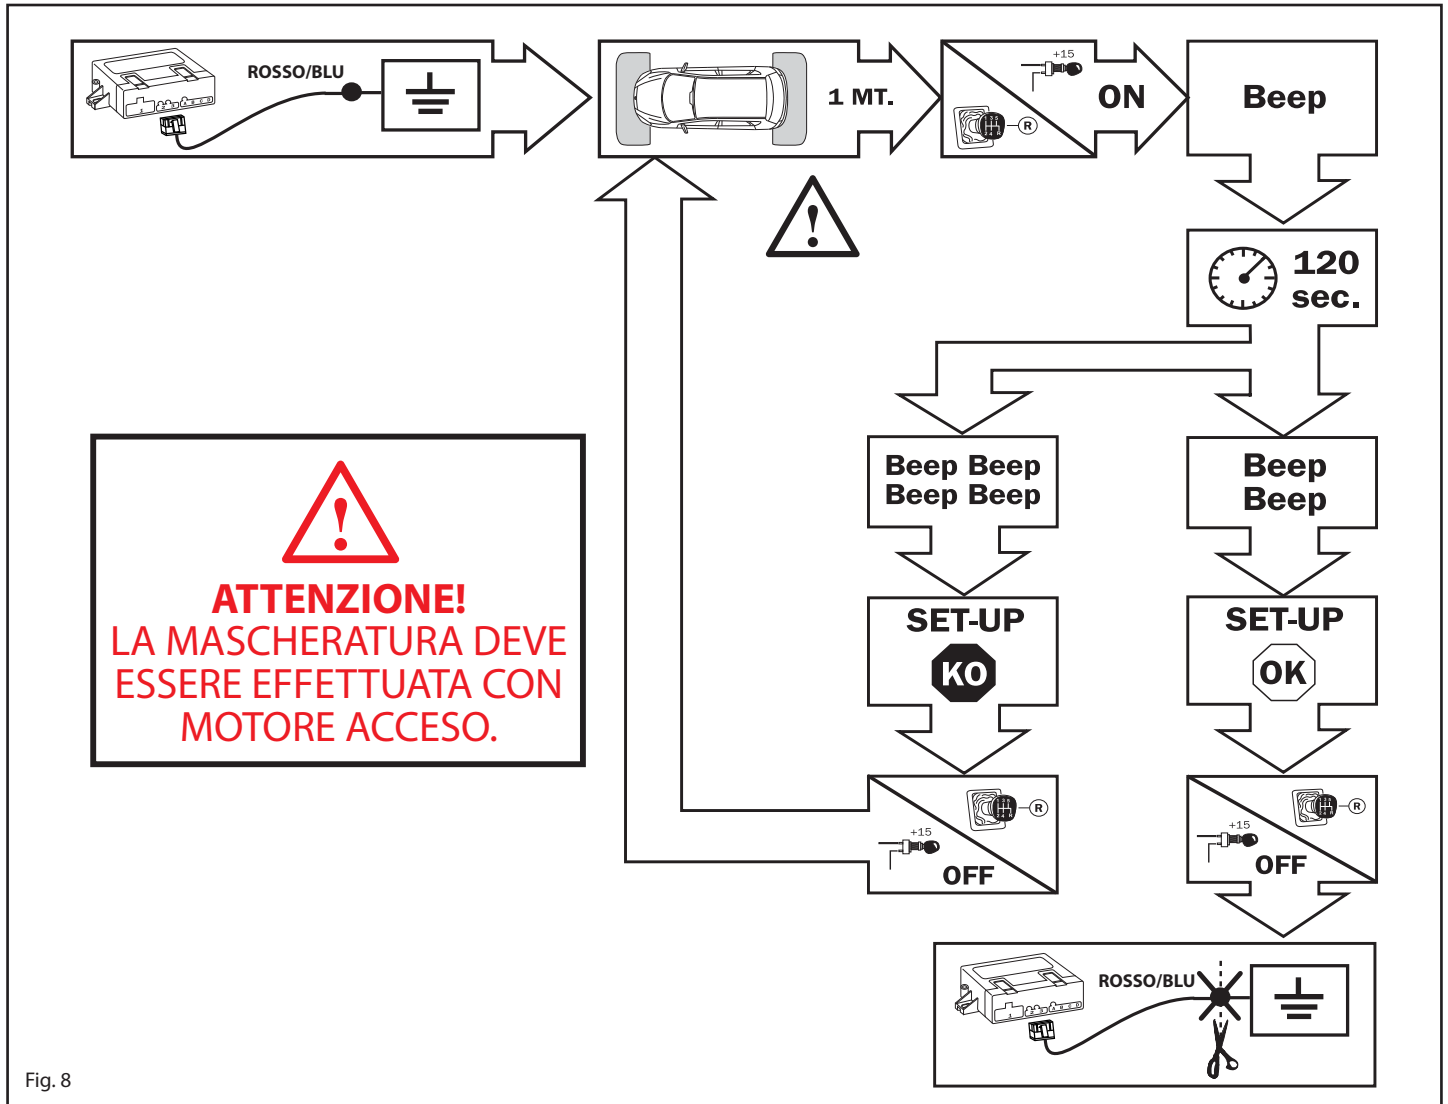 ROSSO/BLU
1 MT.
+15
R
ON
Beep
120
sec.
Beep Beep
Beep Beep
Beep
Beep
ATTENZIONE!
LA MASCHERATURA DEVE
ESSERE EFFETTUATA CON
MOTORE ACCESO.
SET-UP
KO
SET-UP
OK
R
+15
OFF
R
+15
OFF
ROSSO/BLU
Fig. 8